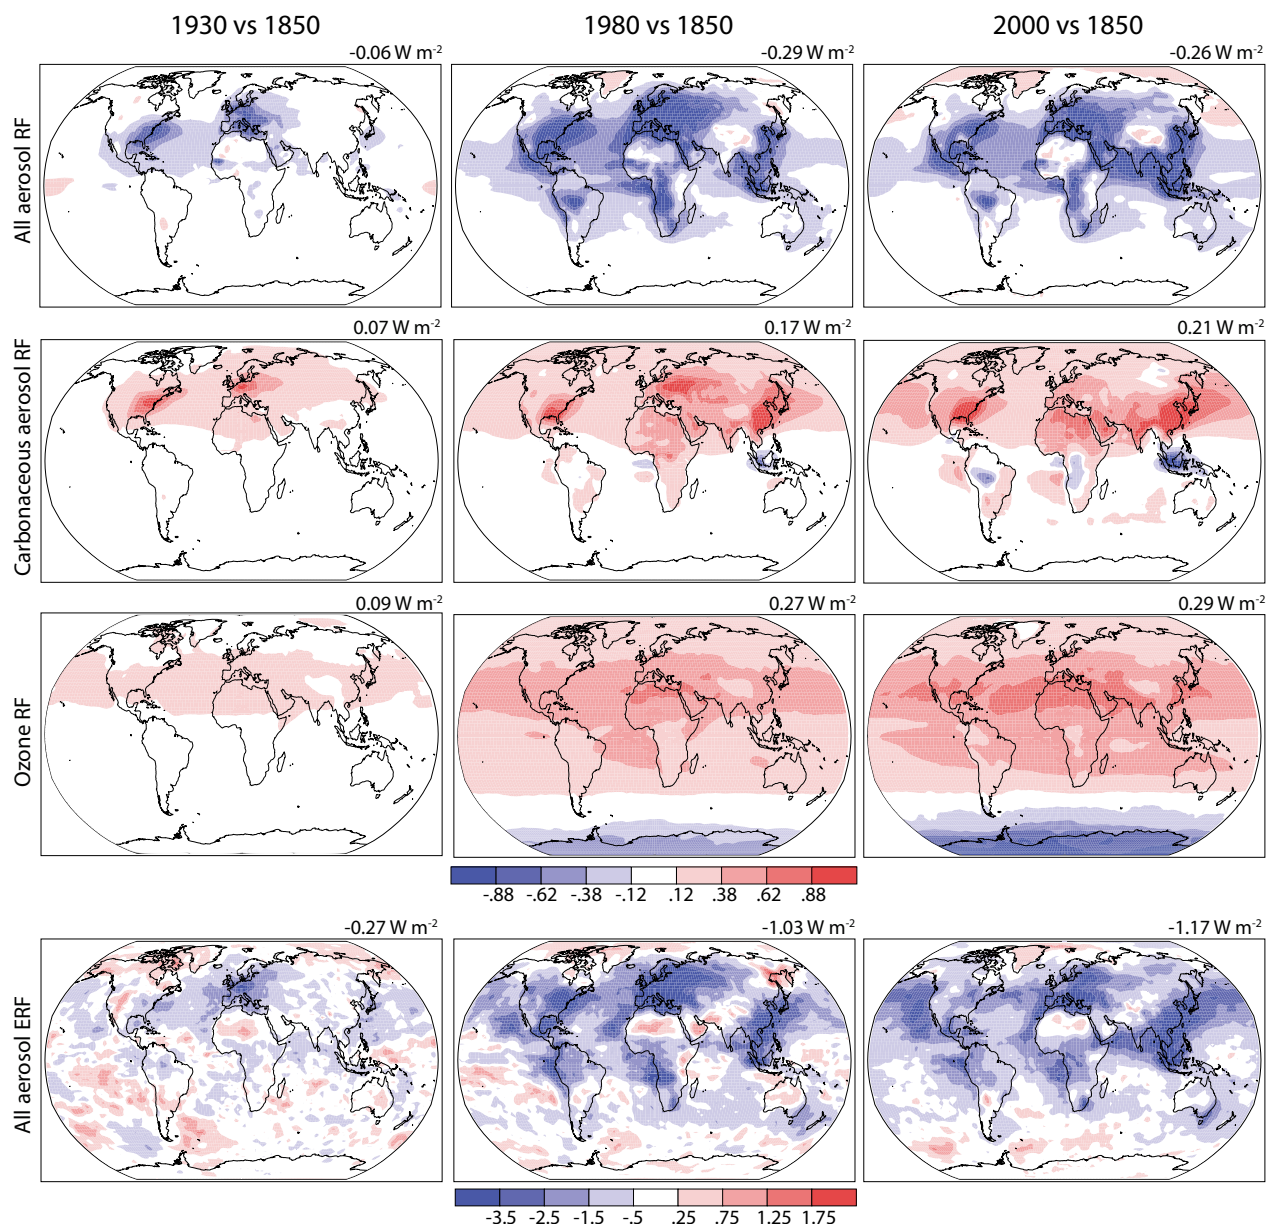 1930 vs 1850
1980 vs 1850
2000 vs 1850
-0.06 W m-2
-0.29 W m-2
-0.26 W m-2
All aerosol RF
0.07 W m-2
0.17 W m-2
0.21 W m-2
Carbonaceous aerosol RF
0.09 W m-2
0.27 W m-2
0.29 W m-2
Ozone RF
-.88 -.62 -.38 -.12 .12 .38 .62 .88
-0.27 W m-2
-1.03 W m-2
-1.17 W m-2
All aerosol ERF
-3.5 -2.5 -1.5 -.5 .25 .75 1.25 1.75